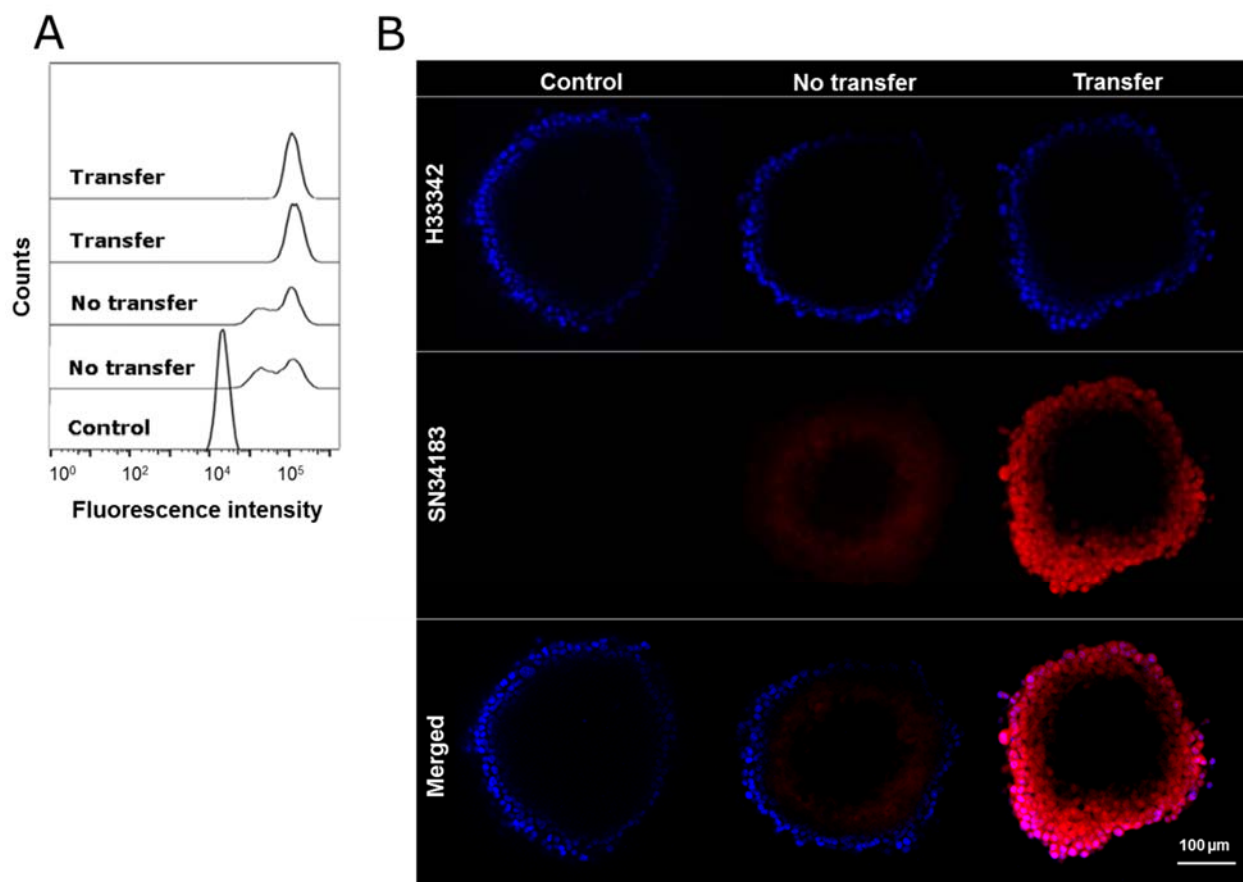 A
B
Control No transfer Transfer
Transfer
Transfer
No transfer
No transfer
Control
Counts
10⁰ 10² 10⁴ 10⁵
Fluorescence intensity
H33342
SN34183
Merged
100 µm